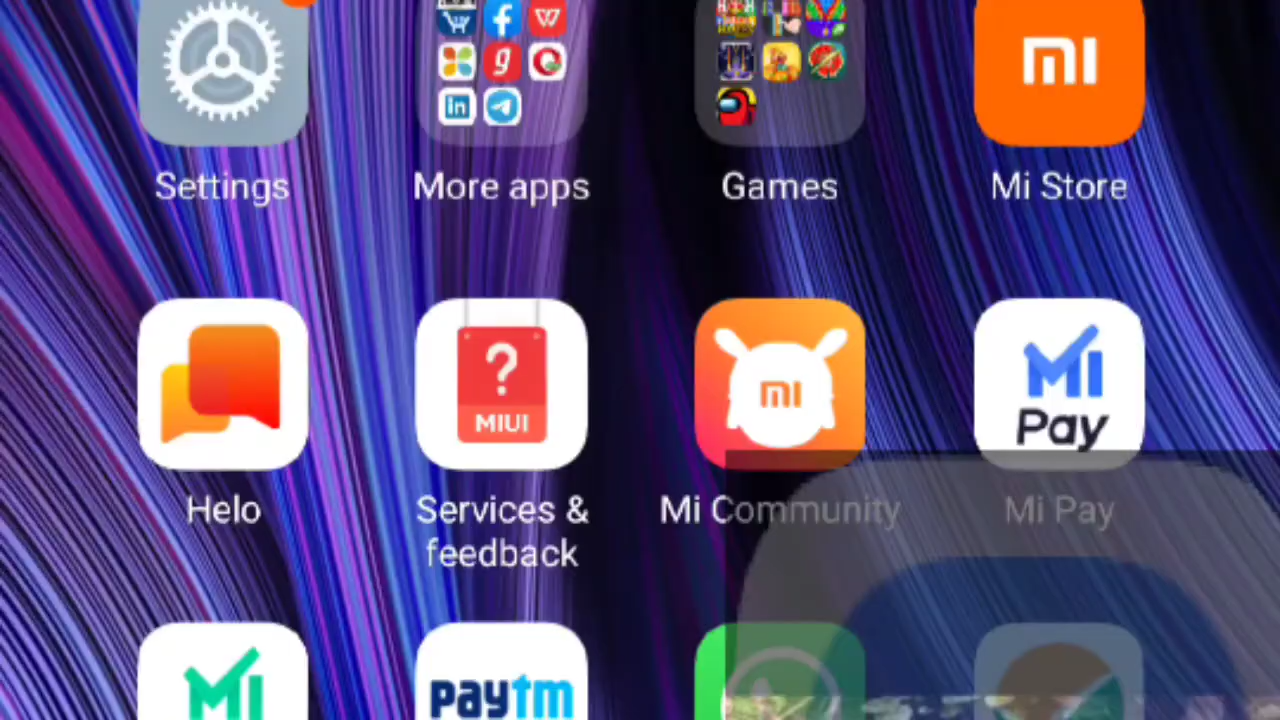 f
W
g
in
mi
Settings
More apps
Games
Mi Store
?
MIUI
mi
MI
Pay
Helo
Services &
feedback
Mi Community
Mi Pay
MI
paytm